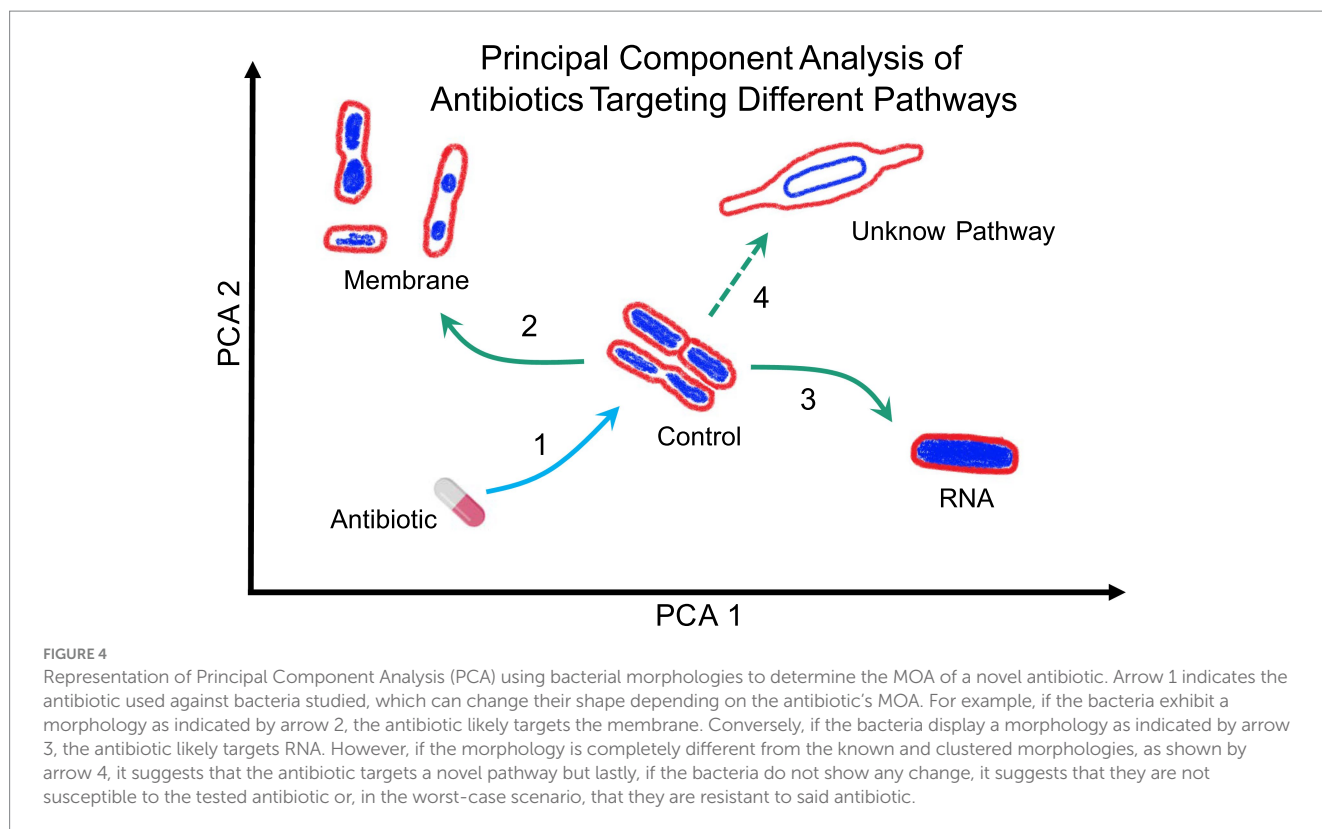 Principal Component Analysis of
Antibiotics Targeting Different Pathways
Unknow Pathway
Membrane
4
2
PCA 2
3
Control
1
RNA
Antibiotic
PCA 1
FIGURE 4
Representation of Principal Component Analysis (PCA) using bacterial morphologies to determine the MOA of a novel antibiotic. Arrow 1 indicates the
antibiotic used against bacteria studied, which can change their shape depending on the antibiotic's MOA. For example, if the bacteria exhibit a
morphology as indicated by arrow 2, the antibiotic likely targets the membrane. Conversely, if the bacteria display a morphology as indicated by arrow
3, the antibiotic likely targets RNA. However, if the morphology is completely different from the known and clustered morphologies, as shown by
arrow 4, it suggests that the antibiotic targets a novel pathway but lastly, if the bacteria do not show any change, it suggests that they are not
susceptible to the tested antibiotic or, in the worst-case scenario, that they are resistant to said antibiotic.